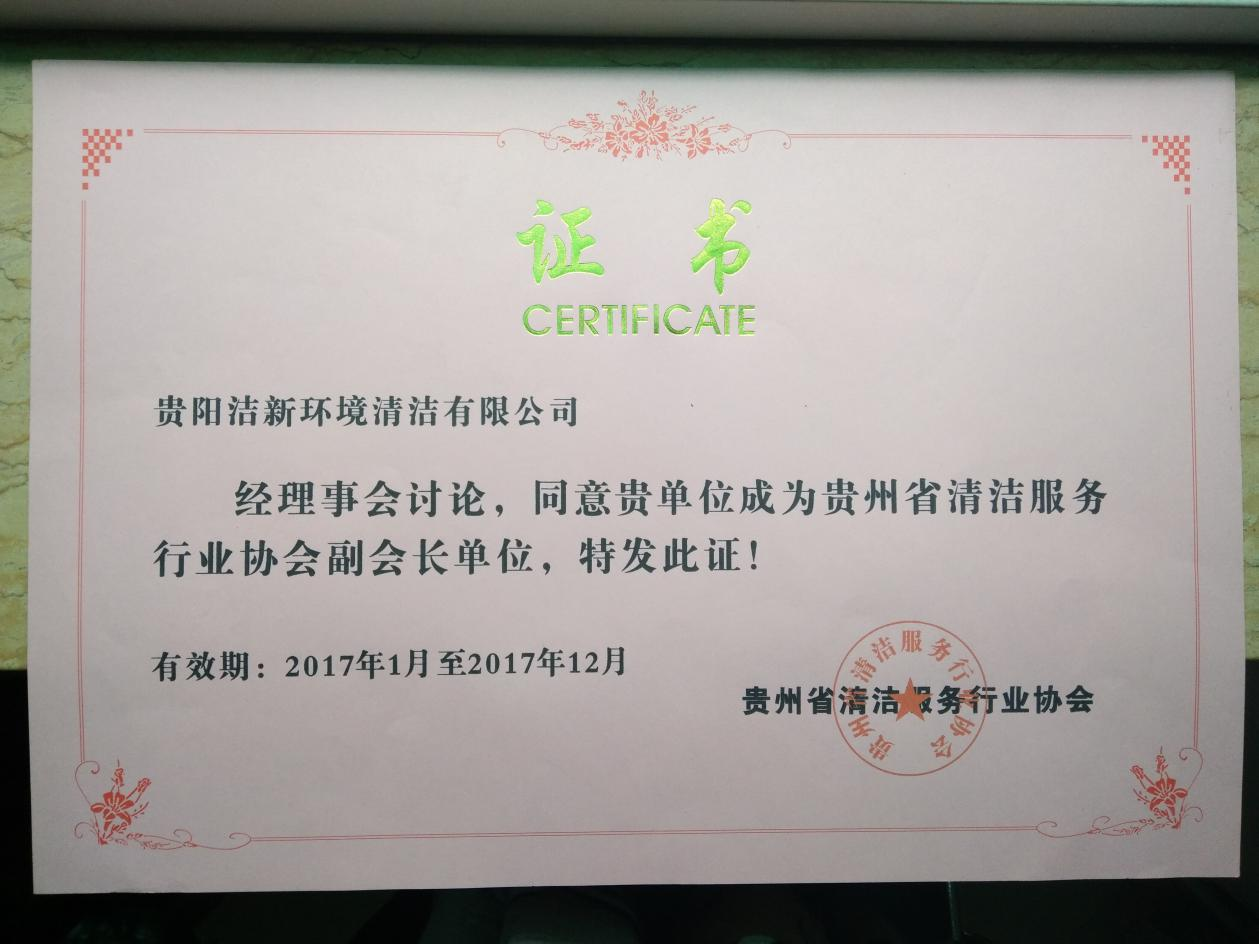 证 书
CERTIFICATE
贵阳洁新环境清洁有限公司
经理事会讨论，同意贵单位成为贵州省清洁服务
行业协会副会长单位，特发此证！
有效期：2017年1月至2017年12月
贵州省清洁服务行业协会
贵州省清洁服务行业协会